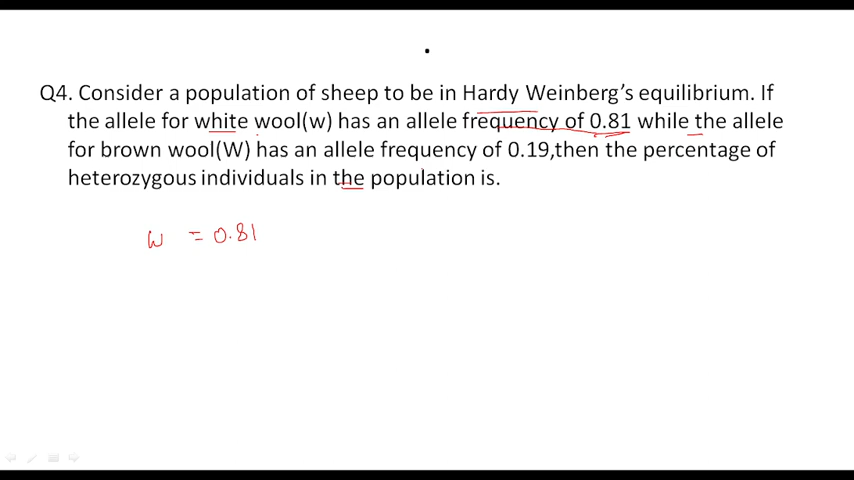 Q4. Consider a population of sheep to be in Hardy Weinberg's equilibrium. If
the allele for white wool(w) has an allele frequency of 0.81 while the allele
for brown wool(W) has an allele frequency of 0.19,then the percentage of
heterozygous individuals in the population is.
w = 0.81